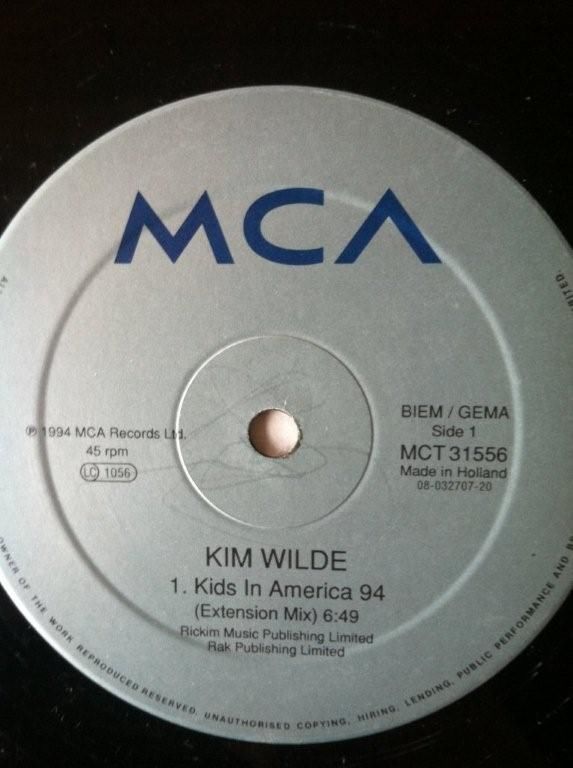 MCA
℗ 1994 MCA Records Ltd.
45 rpm
LC 1056
BIEM / GEMA
Side 1
MCT 31556
Made in Holland
08-032707-20
KIM WILDE
1. Kids In America 94
(Extension Mix) 6:49
Rickim Music Publishing Limited
Rak Publishing Limited
OWNER OF THE WORK REPRODUCED RESERVED. UNAUTHORISED COPYING, HIRING, LENDING, PUBLIC PERFORMANCE AND